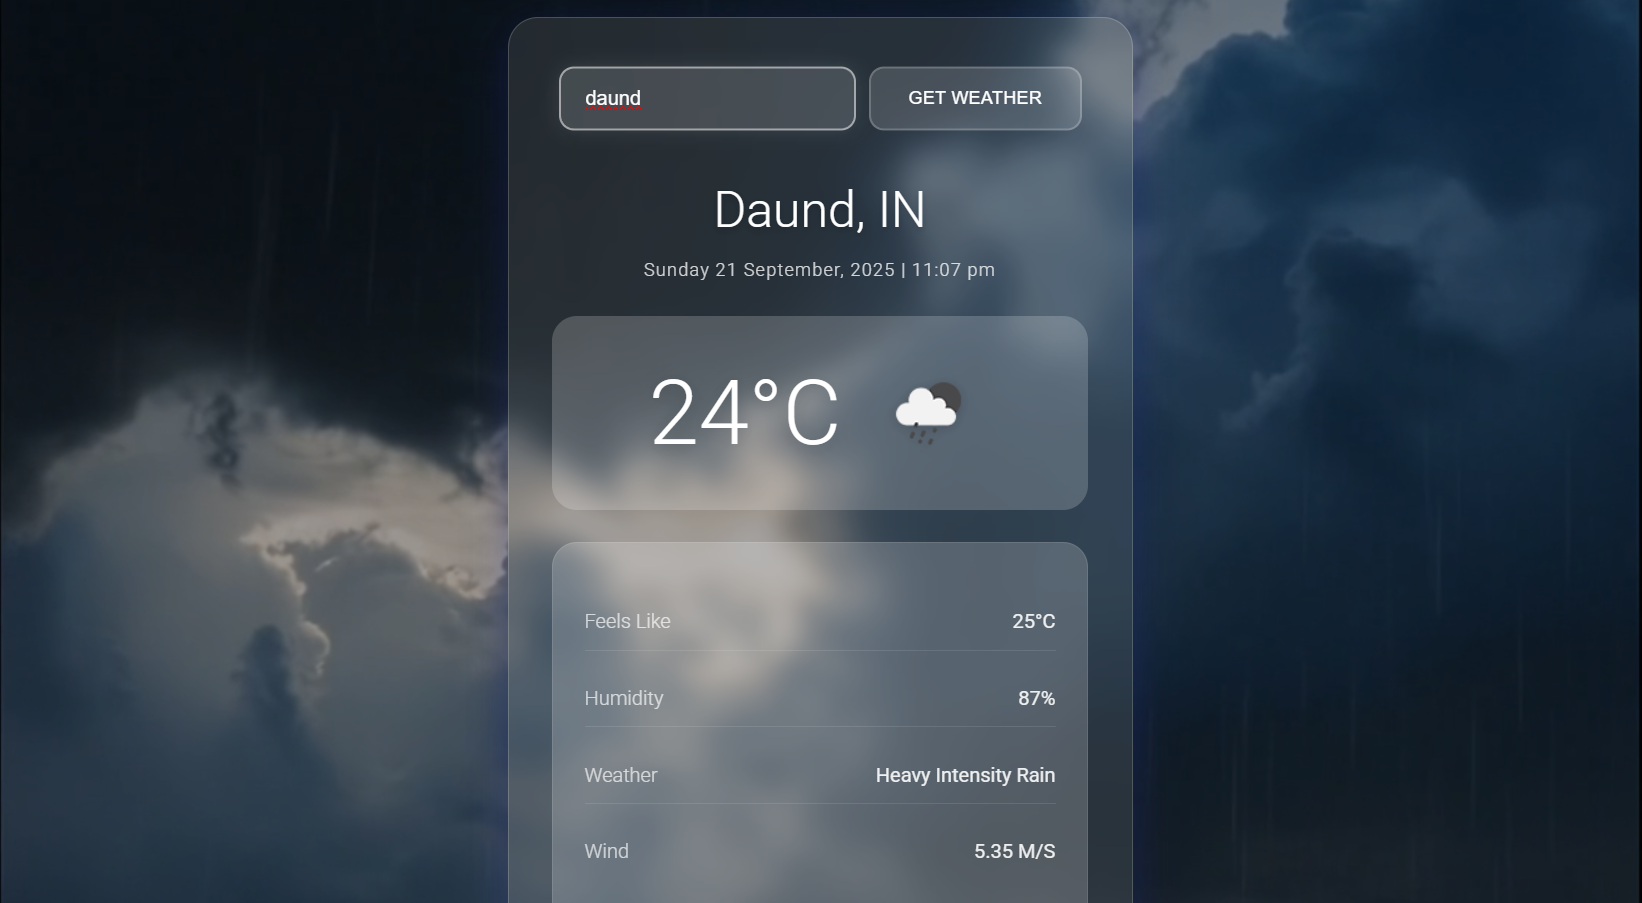 daund
GET WEATHER
Daund, IN
Sunday 21 September, 2025 | 11:07 pm
24°C
Feels Like 25°C
Humidity 87%
Weather Heavy Intensity Rain
Wind 5.35 M/S